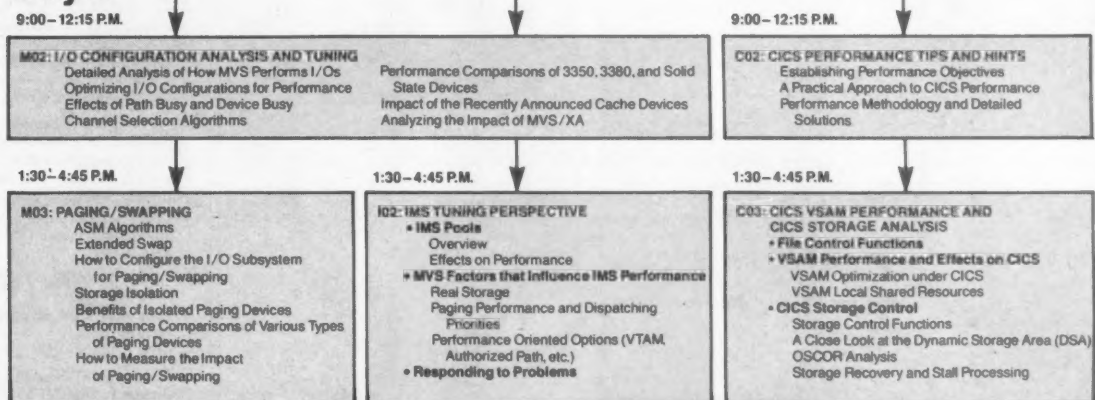 9:00–12:15 P.M.
M02: I/O CONFIGURATION ANALYSIS AND TUNING
Detailed Analysis of How MVS Performs I/Os
Optimizing I/O Configurations for Performance
Effects of Path Busy and Device Busy
Channel Selection Algorithms
Performance Comparisons of 3350, 3380, and Solid
State Devices
Impact of the Recently Announced Cache Devices
Analyzing the Impact of MVS/XA
9:00–12:15 P.M.
C02: CICS PERFORMANCE TIPS AND HINTS
Establishing Performance Objectives
A Practical Approach to CICS Performance
Performance Methodology and Detailed
Solutions
1:30–4:45 P.M.
M03: PAGING/SWAPPING
ASM Algorithms
Extended Swap
How to Configure the I/O Subsystem
for Paging/Swapping
Storage Isolation
Benefits of Isolated Paging Devices
Performance Comparisons of Various Types
of Paging Devices
How to Measure the Impact
of Paging/Swapping
1:30–4:45 P.M.
I02: IMS TUNING PERSPECTIVE
• IMS Pools
Overview
Effects on Performance
• MVS Factors that Influence IMS Performance
Real Storage
Paging Performance and Dispatching
Priorities
Performance Oriented Options (VTAM,
Authorized Path, etc.)
• Responding to Problems
1:30–4:45 P.M.
C03: CICS VSAM PERFORMANCE AND
CICS STORAGE ANALYSIS
• File Control Functions
• VSAM Performance and Effects on CICS
VSAM Optimization under CICS
VSAM Local Shared Resources
• CICS Storage Control
Storage Control Functions
A Close Look at the Dynamic Storage Area (DSA)
OSCOR Analysis
Storage Recovery and Stall Processing